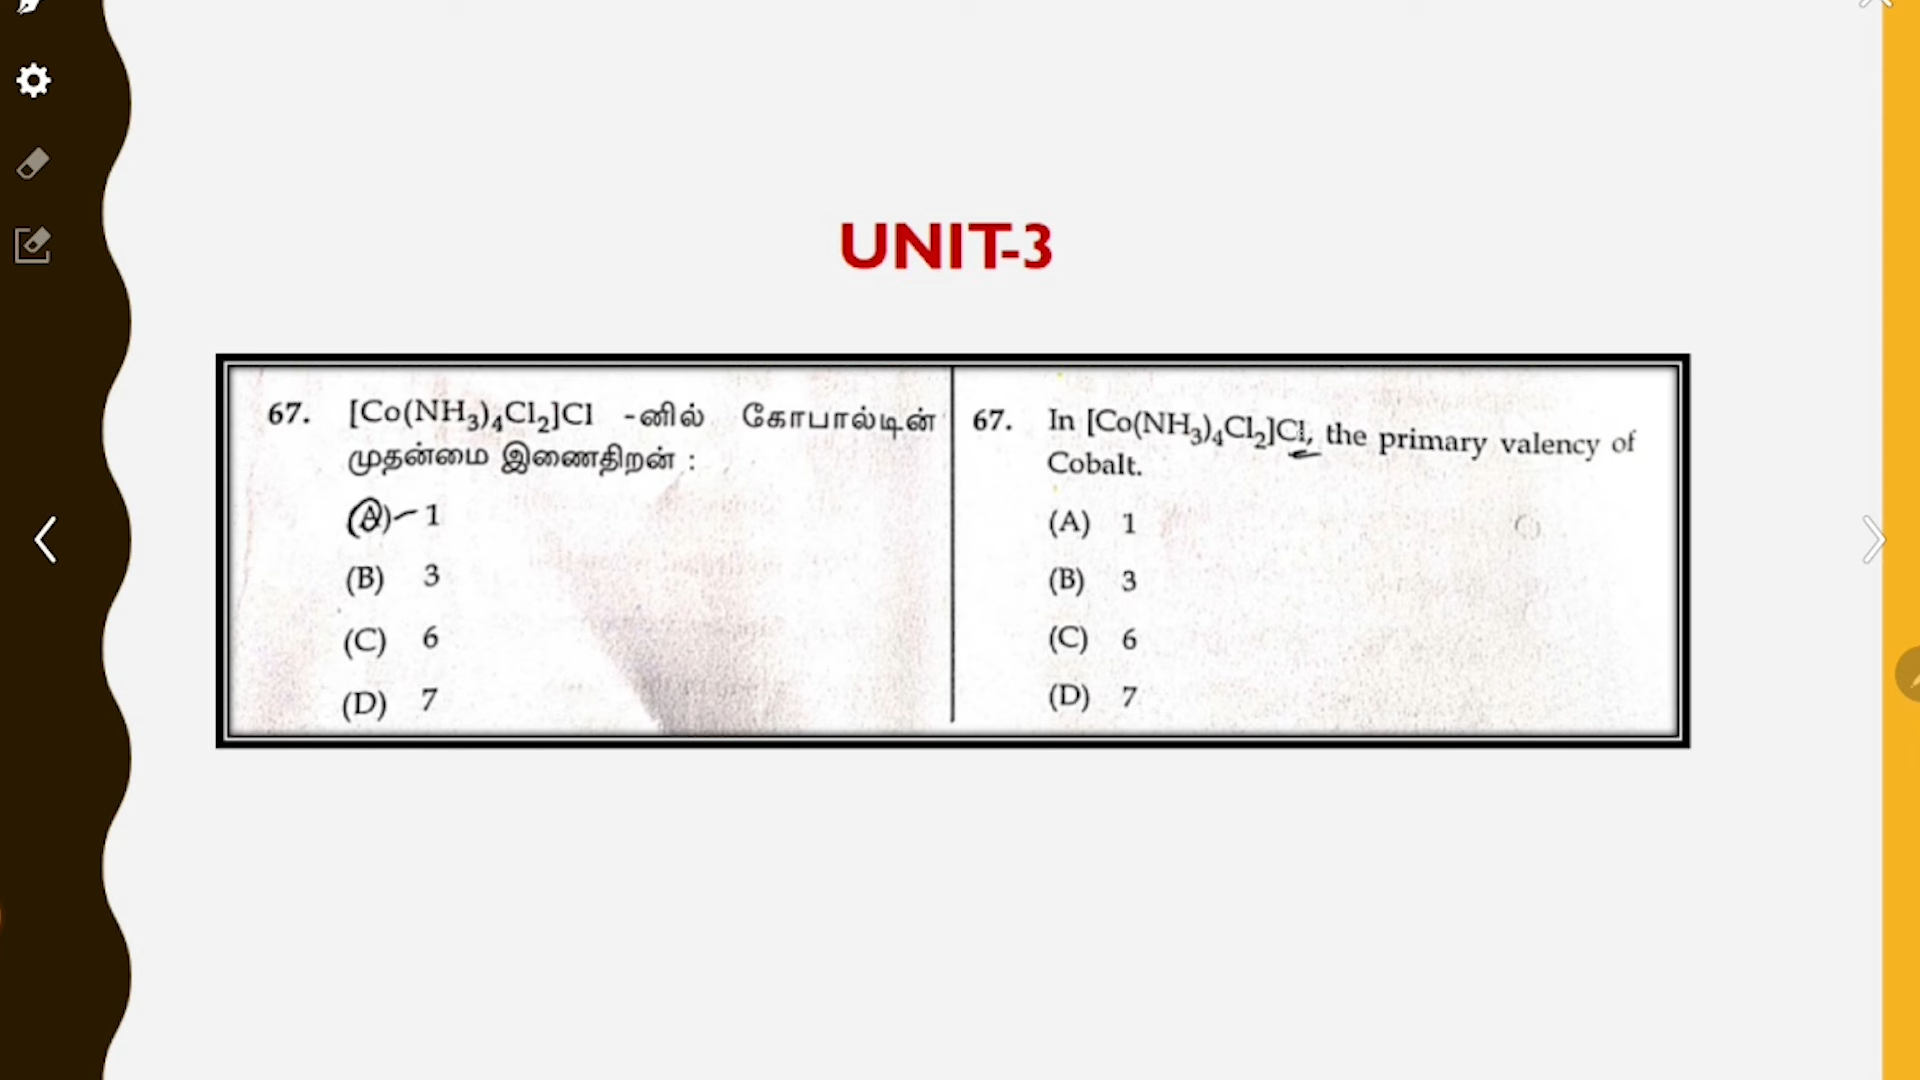 UNIT-3
67. [Co(NH₃)₄Cl₂]Cl -னில் கோபால்டின்
முதன்மை இணைதிறன் :
(A) 1
(B) 3
(C) 6
(D) 7
67. In [Co(NH₃)₄Cl₂]Cl, the primary valency of
Cobalt.
(A) 1
(B) 3
(C) 6
(D) 7